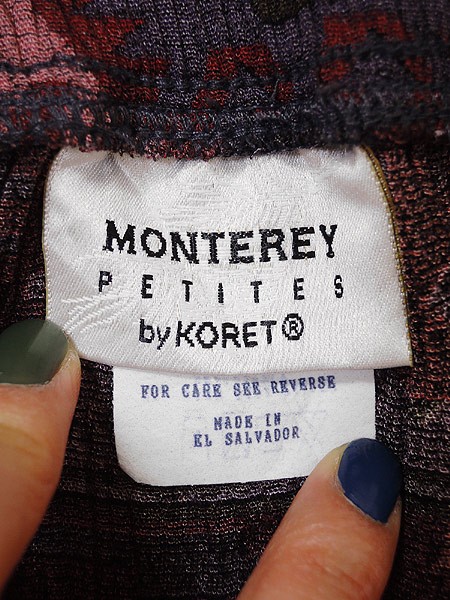 MONTEREY
PETITES
by KORET®
FOR CARE SEE REVERSE
MADE IN
EL SALVADOR